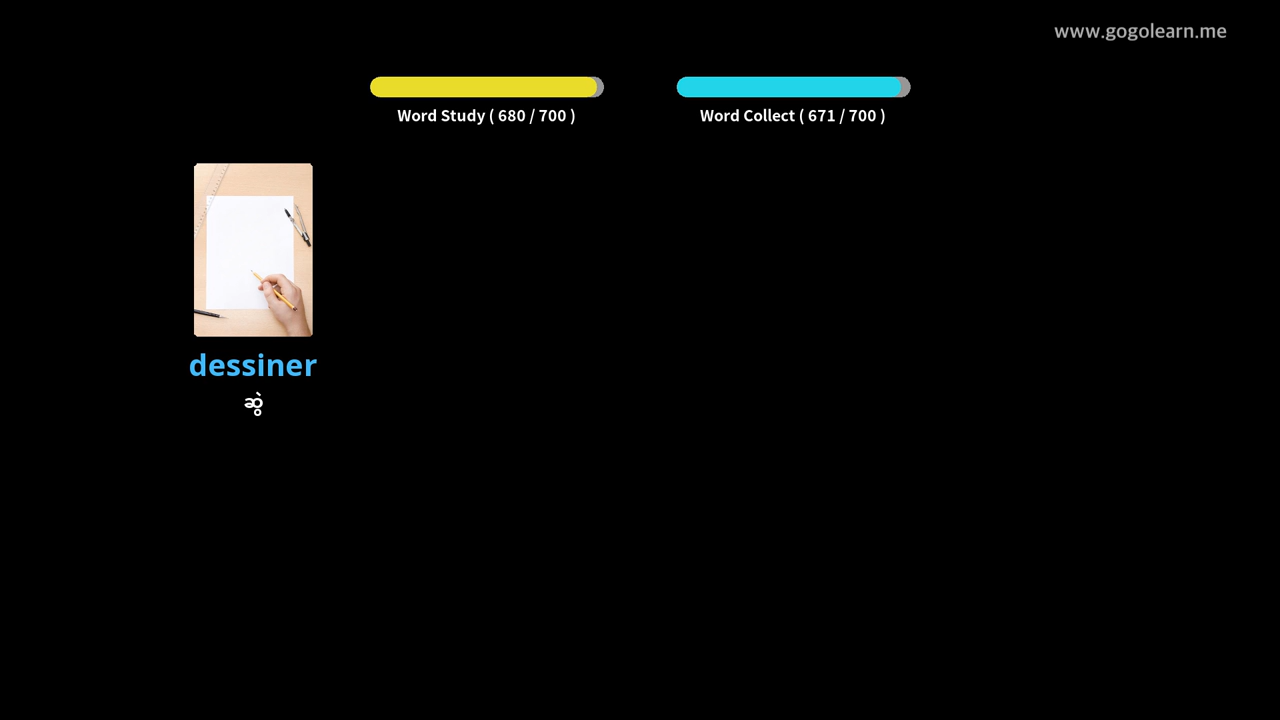 www.gogolearn.me
Word Study ( 680 / 700 )
Word Collect ( 671 / 700 )
dessiner
ဆွဲ